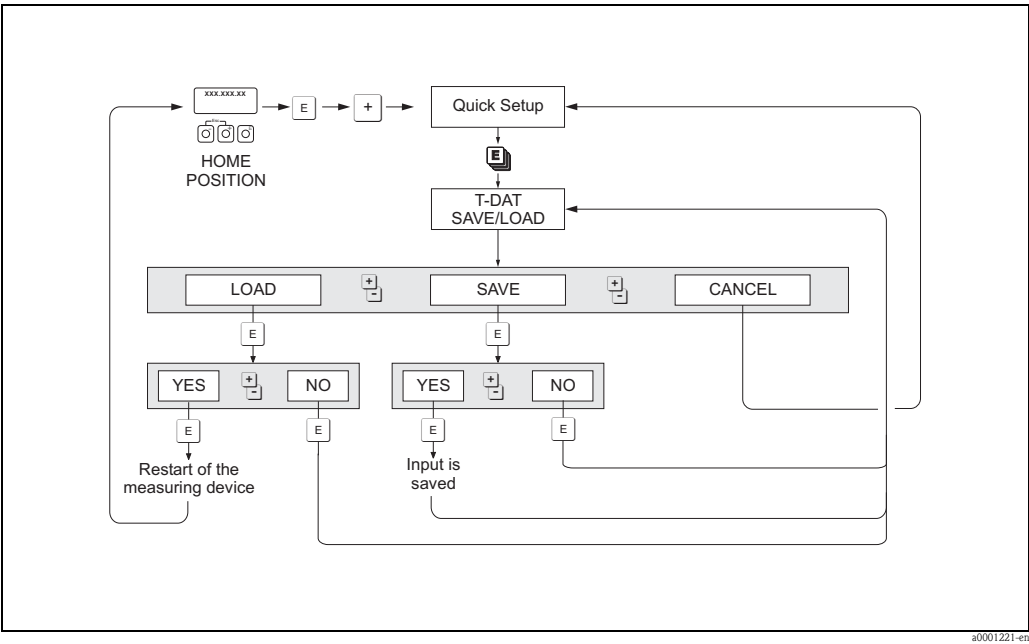 xxx.xxx.xx
E
+
Quick Setup
Esc
- + E
HOME
POSITION
E
T-DAT
SAVE/LOAD
LOAD
+
-
SAVE
+
-
CANCEL
E
E
YES
+
-
NO
YES
+
-
NO
E
E
E
E
Restart of the
measuring device
Input is
saved
a0001221-en